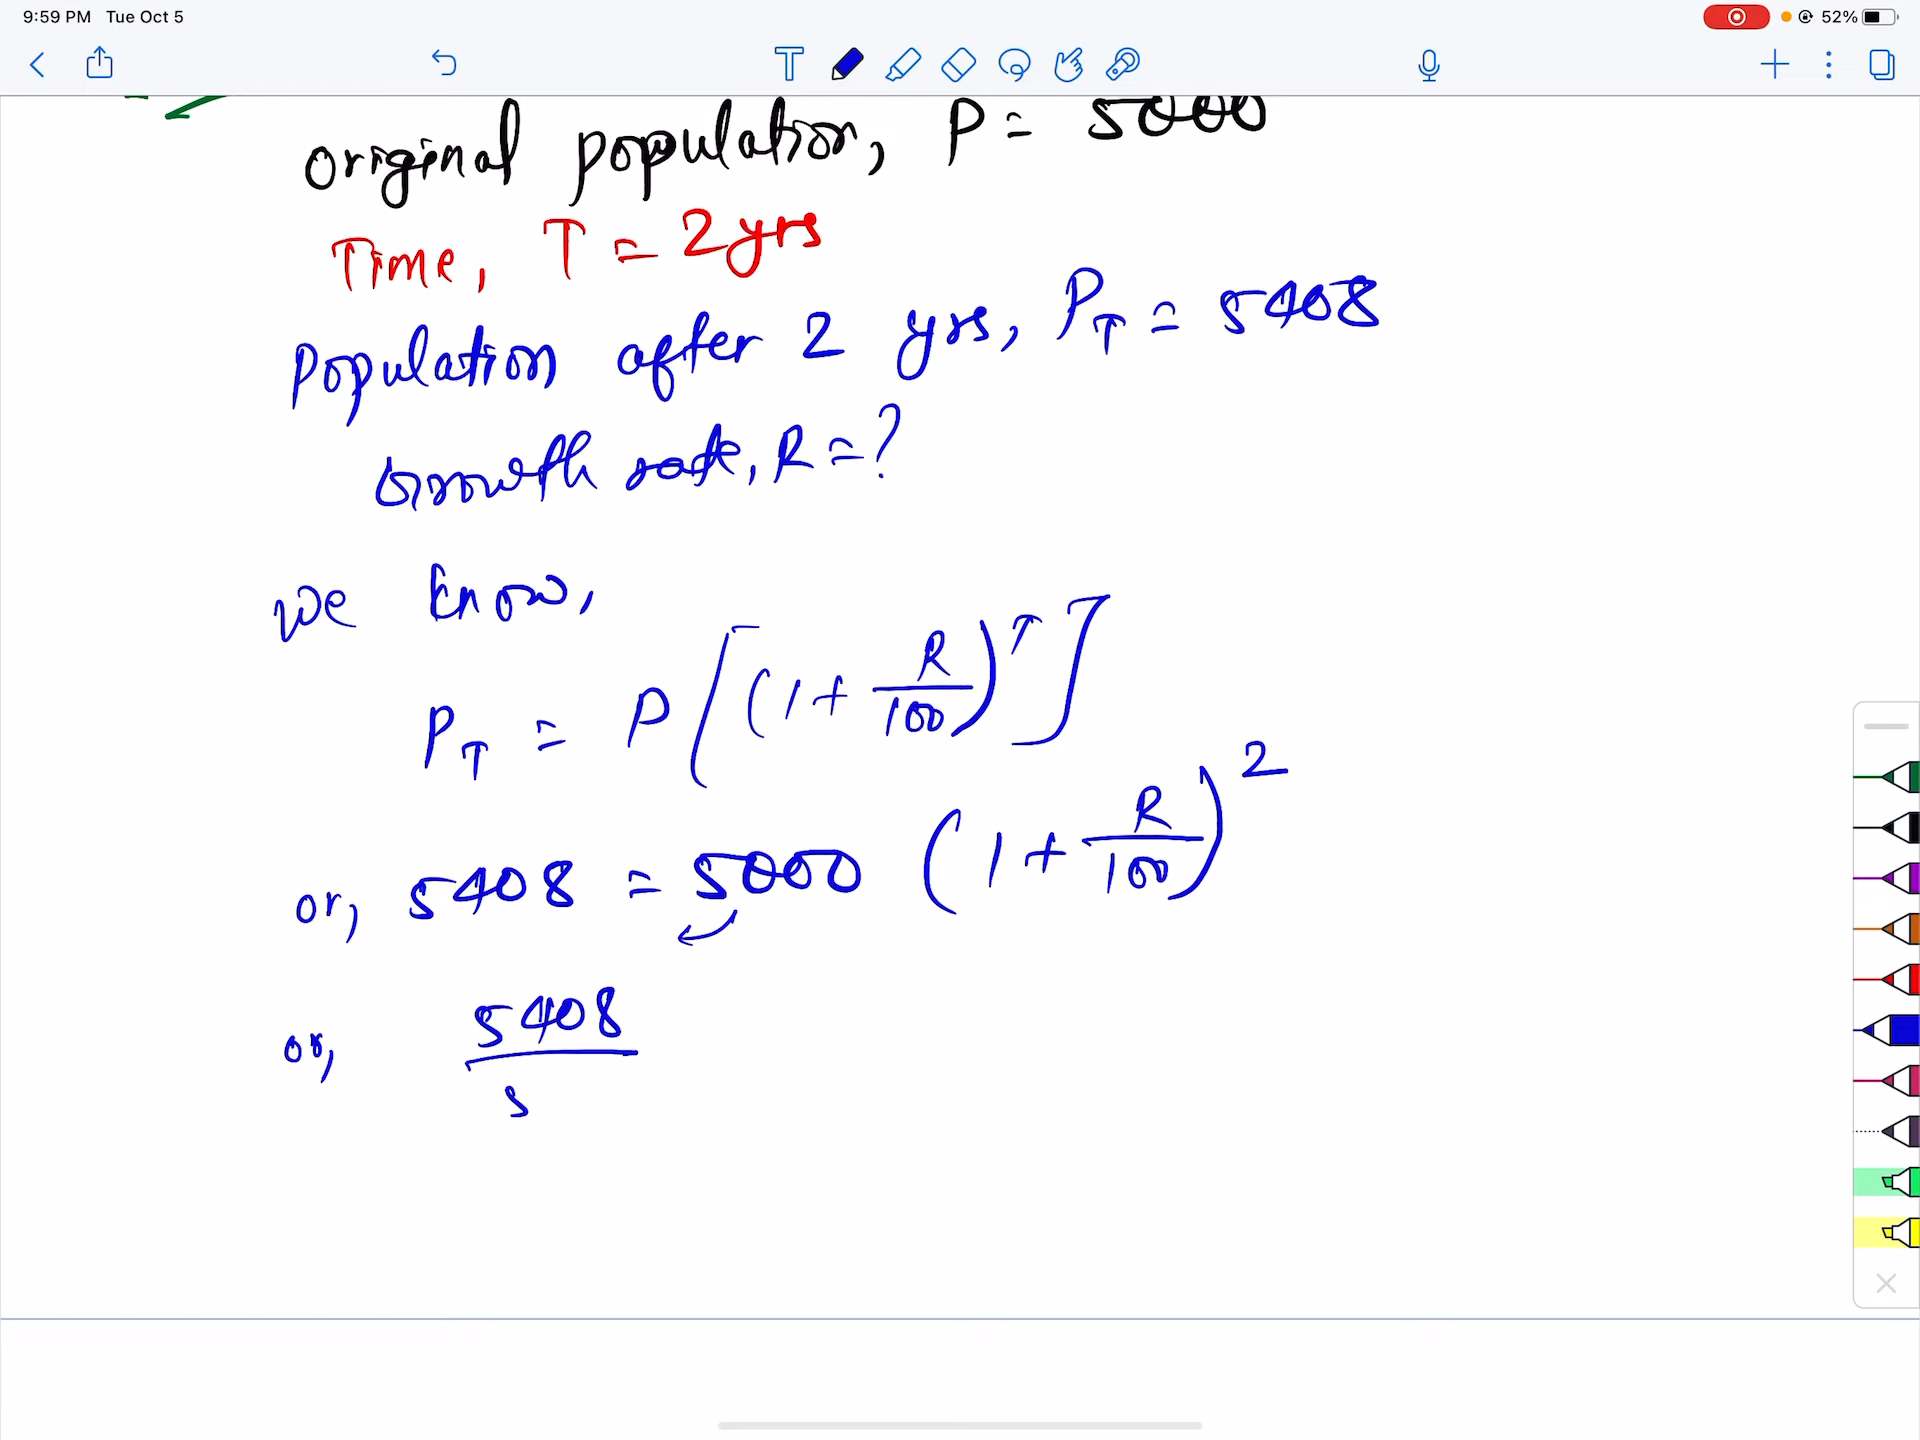 9:59 PM Tue Oct 5
52%
original population, P = 5000
Time, T = 2 yrs
Population after 2 yrs, P_T = 5408
Growth rate, R = ?
We know,
P_T = P[(1 + R/100)^T]
or, 5408 = 5000 (1 + R/100)^2
or, 5408/5